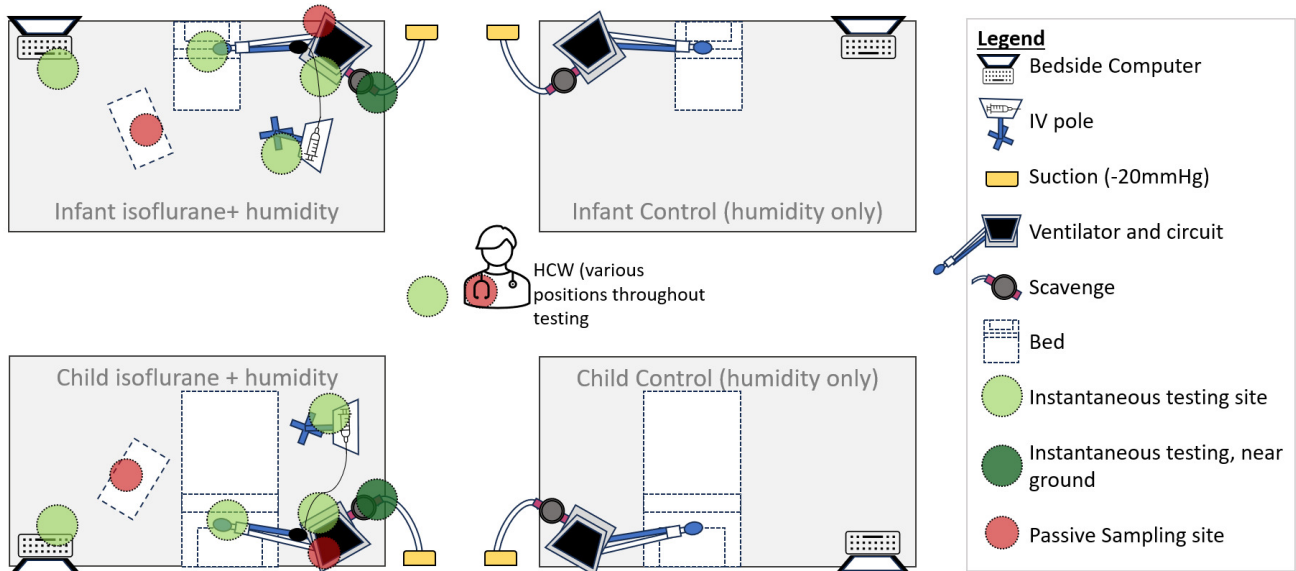 Infant isoflurane+ humidity
Infant Control (humidity only)
HCW (various
positions throughout
testing
Child isoflurane + humidity
Child Control (humidity only)
Legend
Bedside Computer
IV pole
Suction (-20mmHg)
Ventilator and circuit
Scavenge
Bed
Instantaneous testing site
Instantaneous testing, near
ground
Passive Sampling site